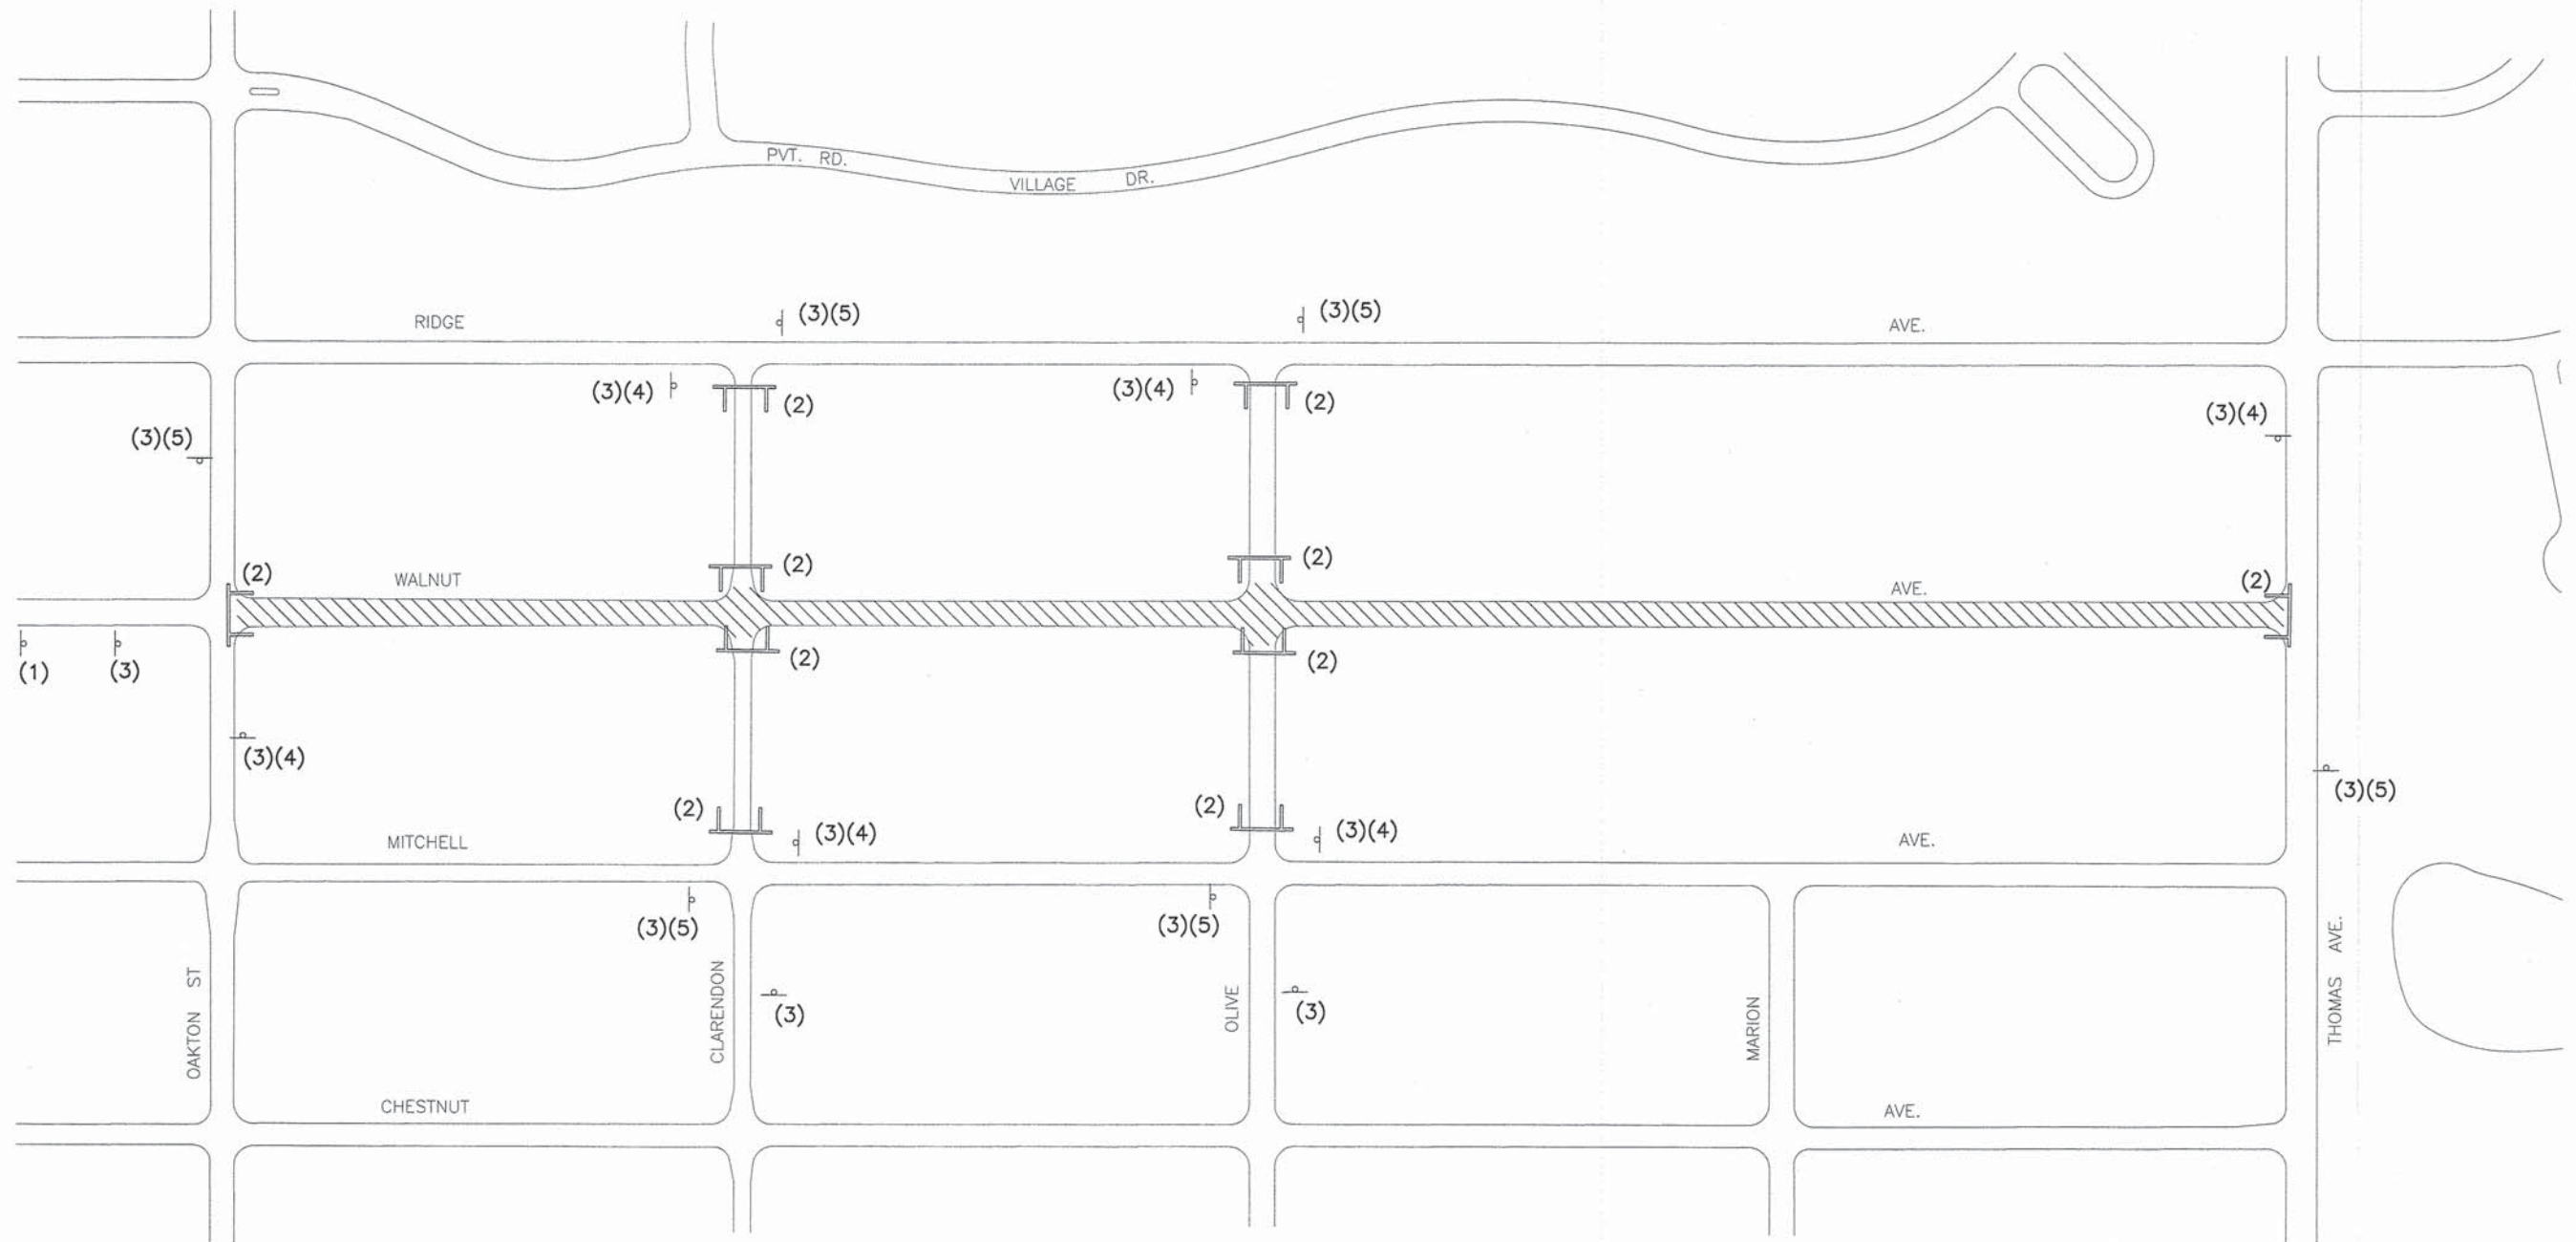 PVT. RD.
VILLAGE DR.
(3)(5)
(3)(5)
RIDGE AVE.
(3)(4)
(2)
(3)(4)
(2)
(3)(4)
(3)(5)
(2)
(2)
(2)
WALNUT AVE.
(2)
(1)
(3)
(2)
(2)
(3)(4)
(3)(5)
(2)
(3)(4)
(2)
(3)(4)
MITCHELL AVE.
(3)(5)
(3)(5)
OAKTON ST
CLARENDON
(3)
OLIVE
(3)
MARION
THOMAS AVE.
CHESTNUT AVE.